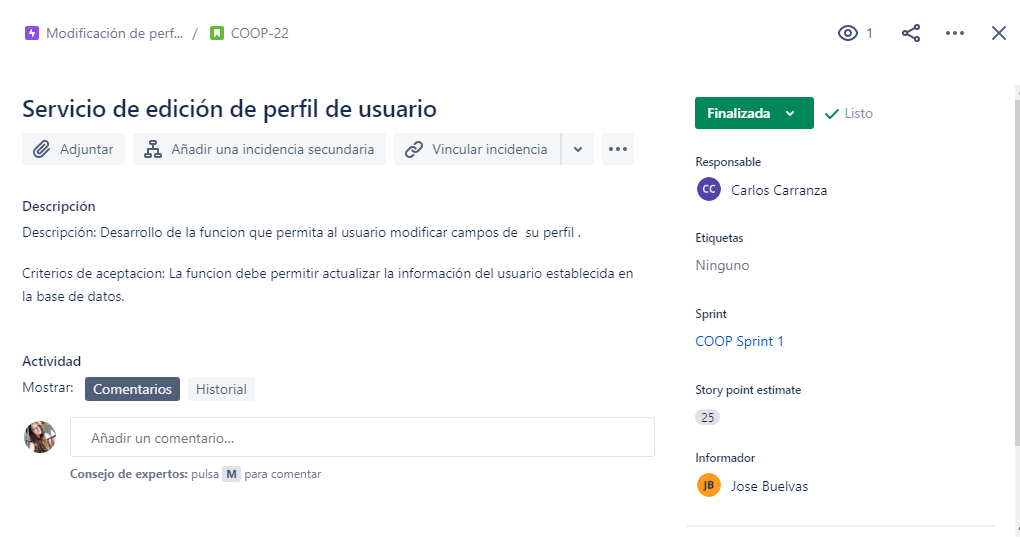 Modificación de perf... / COOP-22
1
Servicio de edición de perfil de usuario
Adjuntar
Añadir una incidencia secundaria
Vincular incidencia
Descripción
Descripción: Desarrollo de la funcion que permita al usuario modificar campos de  su perfil .
Criterios de aceptacion: La funcion debe permitir actualizar la información del usuario establecida en
la base de datos.
Actividad
Mostrar: Comentarios Historial
Añadir un comentario...
Consejo de expertos: pulsa M para comentar
Finalizada
Listo
Responsable
CC Carlos Carranza
Etiquetas
Ninguno
Sprint
COOP Sprint 1
Story point estimate
25
Informador
JB Jose Buelvas